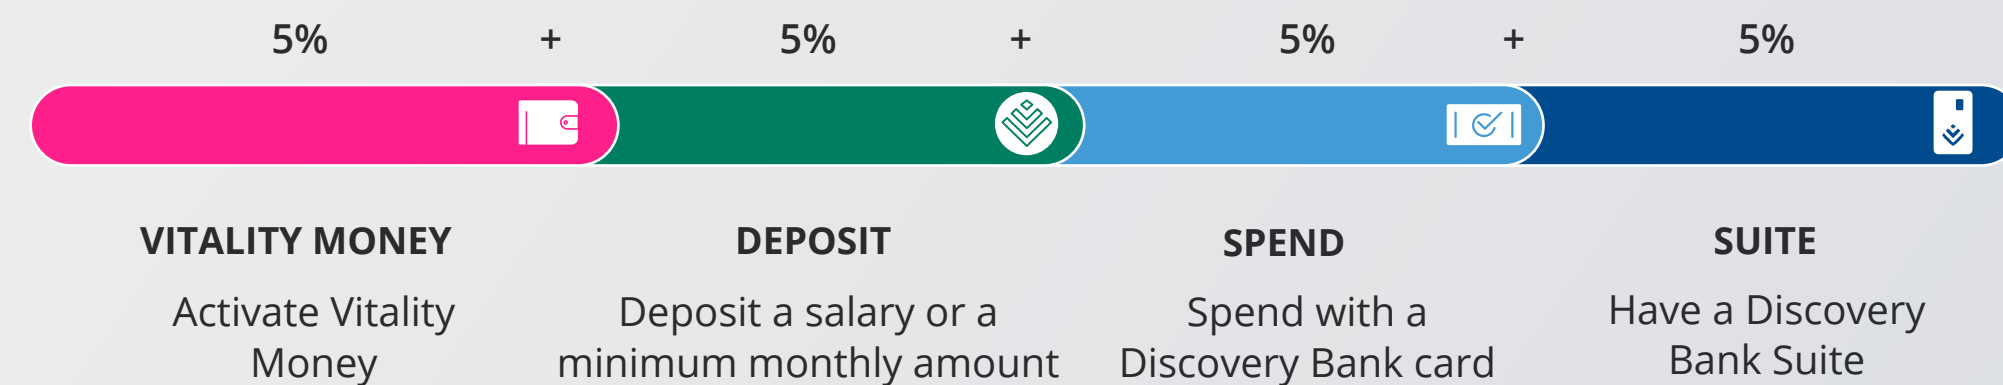 5% + 5% + 5% + 5%
VITALITY MONEY
Activate Vitality
Money
DEPOSIT
Deposit a salary or a
minimum monthly amount
SPEND
Spend with a
Discovery Bank card
SUITE
Have a Discovery
Bank Suite